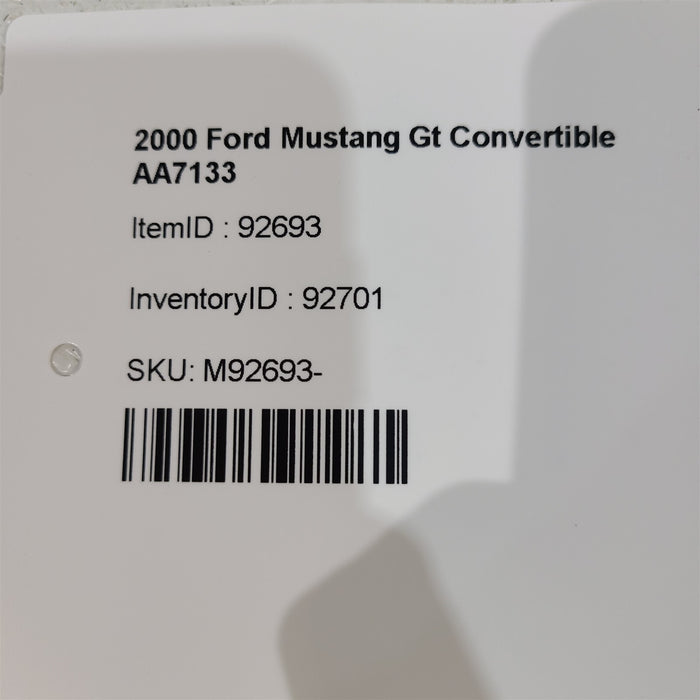 2000 Ford Mustang Gt Convertible
AA7133
ItemID : 92693
InventoryID : 92701
SKU: M92693-